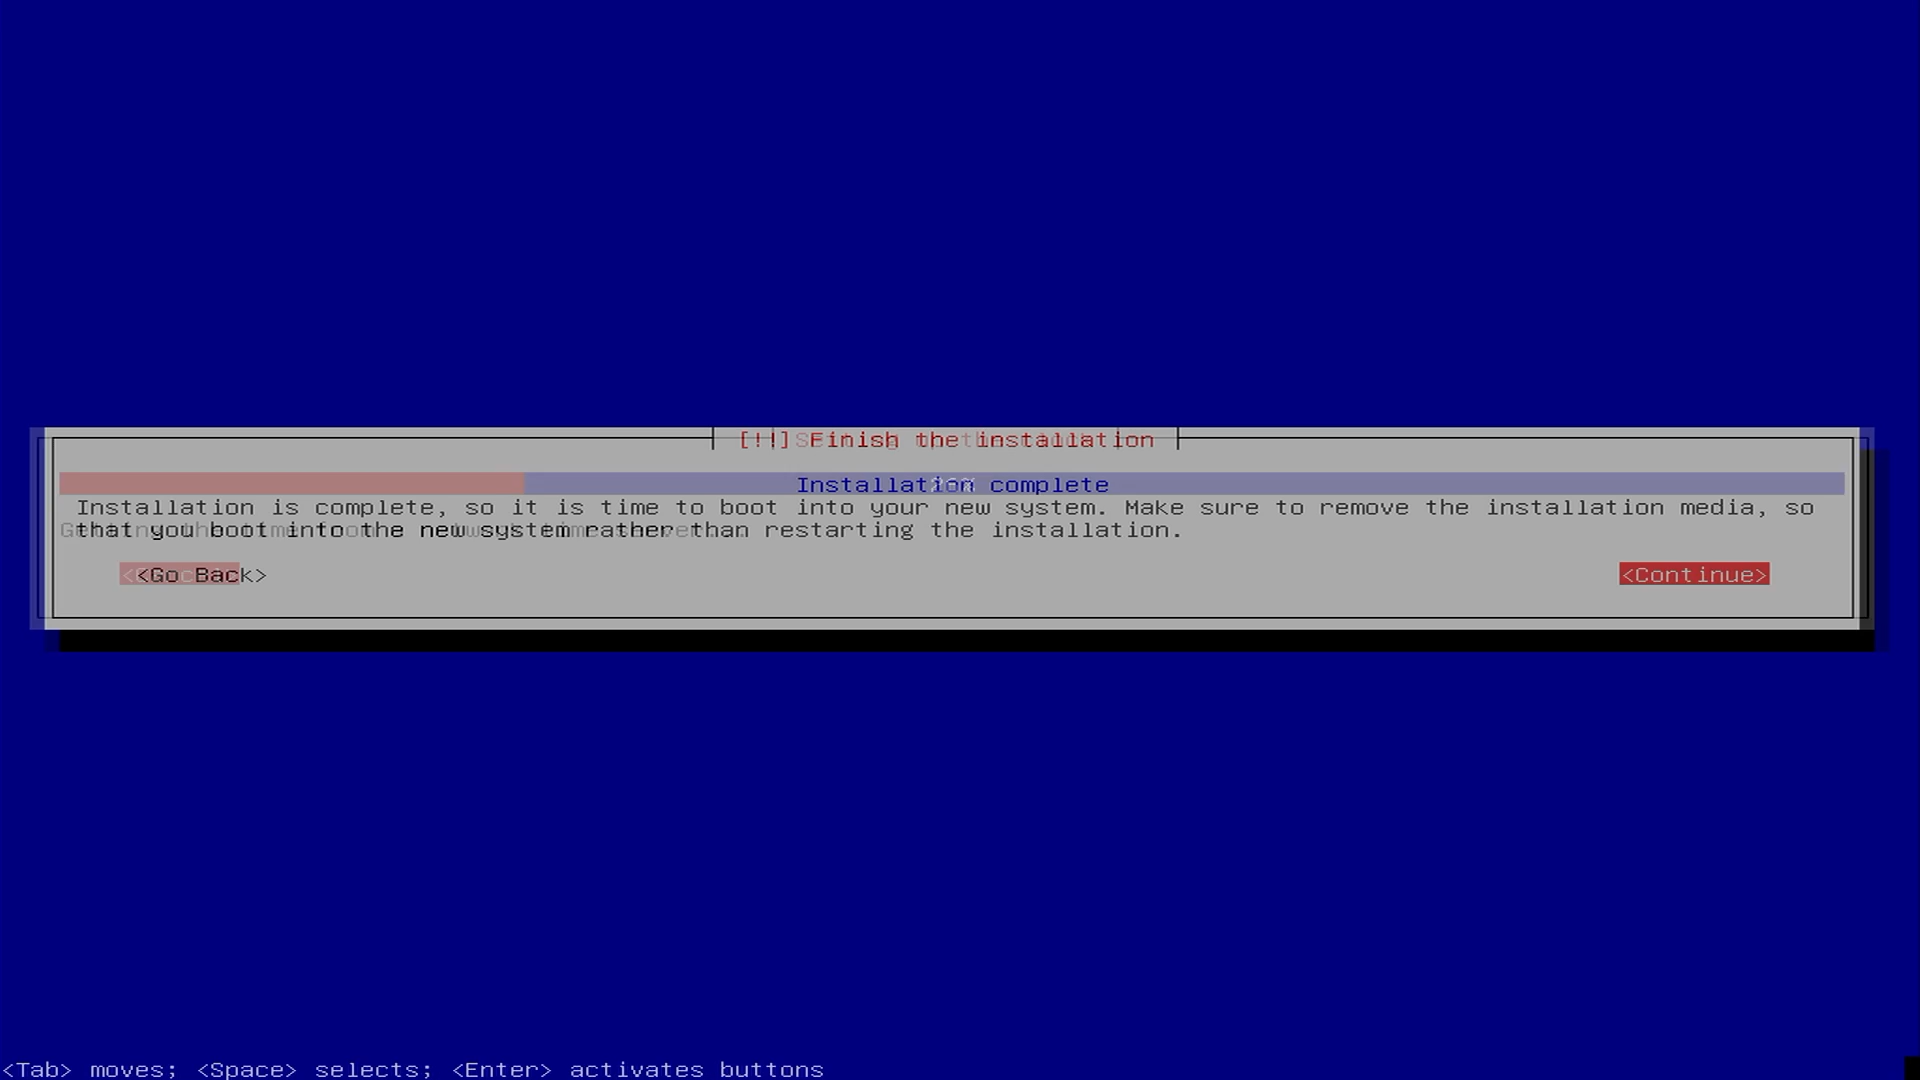 [!!] Finish the installation
Installation complete
Installation is complete, so it is time to boot into your new system. Make sure to remove the installation media, so
that you boot into the new system rather than restarting the installation.
<Go Back>
<Continue>
<Tab> moves; <Space> selects; <Enter> activates buttons